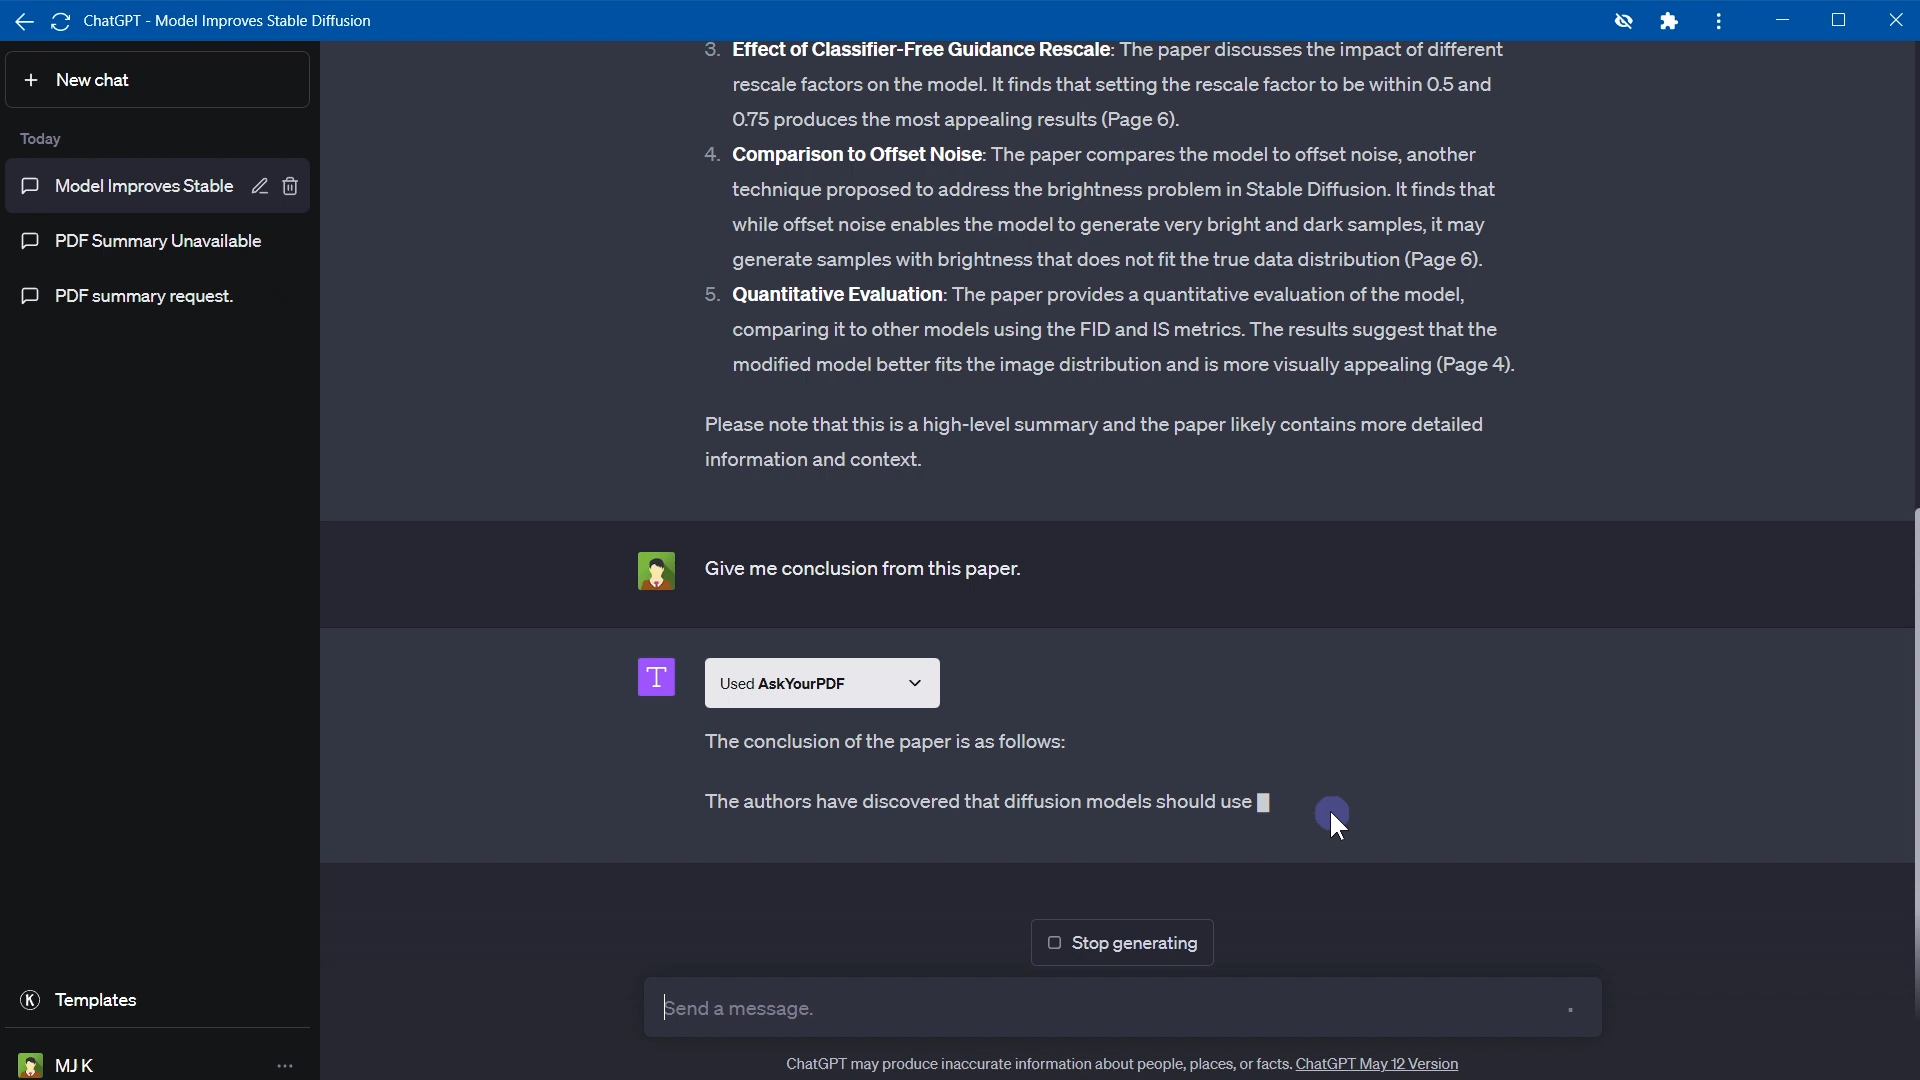 ChatGPT - Model Improves Stable Diffusion
New chat
Today
Model Improves Stable
PDF Summary Unavailable
PDF summary request.
Templates
MJ K
3. Effect of Classifier-Free Guidance Rescale: The paper discusses the impact of different
rescale factors on the model. It finds that setting the rescale factor to be within 0.5 and
0.75 produces the most appealing results (Page 6).
4. Comparison to Offset Noise: The paper compares the model to offset noise, another
technique proposed to address the brightness problem in Stable Diffusion. It finds that
while offset noise enables the model to generate very bright and dark samples, it may
generate samples with brightness that does not fit the true data distribution (Page 6).
5. Quantitative Evaluation: The paper provides a quantitative evaluation of the model,
comparing it to other models using the FID and IS metrics. The results suggest that the
modified model better fits the image distribution and is more visually appealing (Page 4).
Please note that this is a high-level summary and the paper likely contains more detailed
information and context.
Give me conclusion from this paper.
T
Used AskYourPDF
The conclusion of the paper is as follows:
The authors have discovered that diffusion models should use
Stop generating
Send a message.
ChatGPT may produce inaccurate information about people, places, or facts. ChatGPT May 12 Version